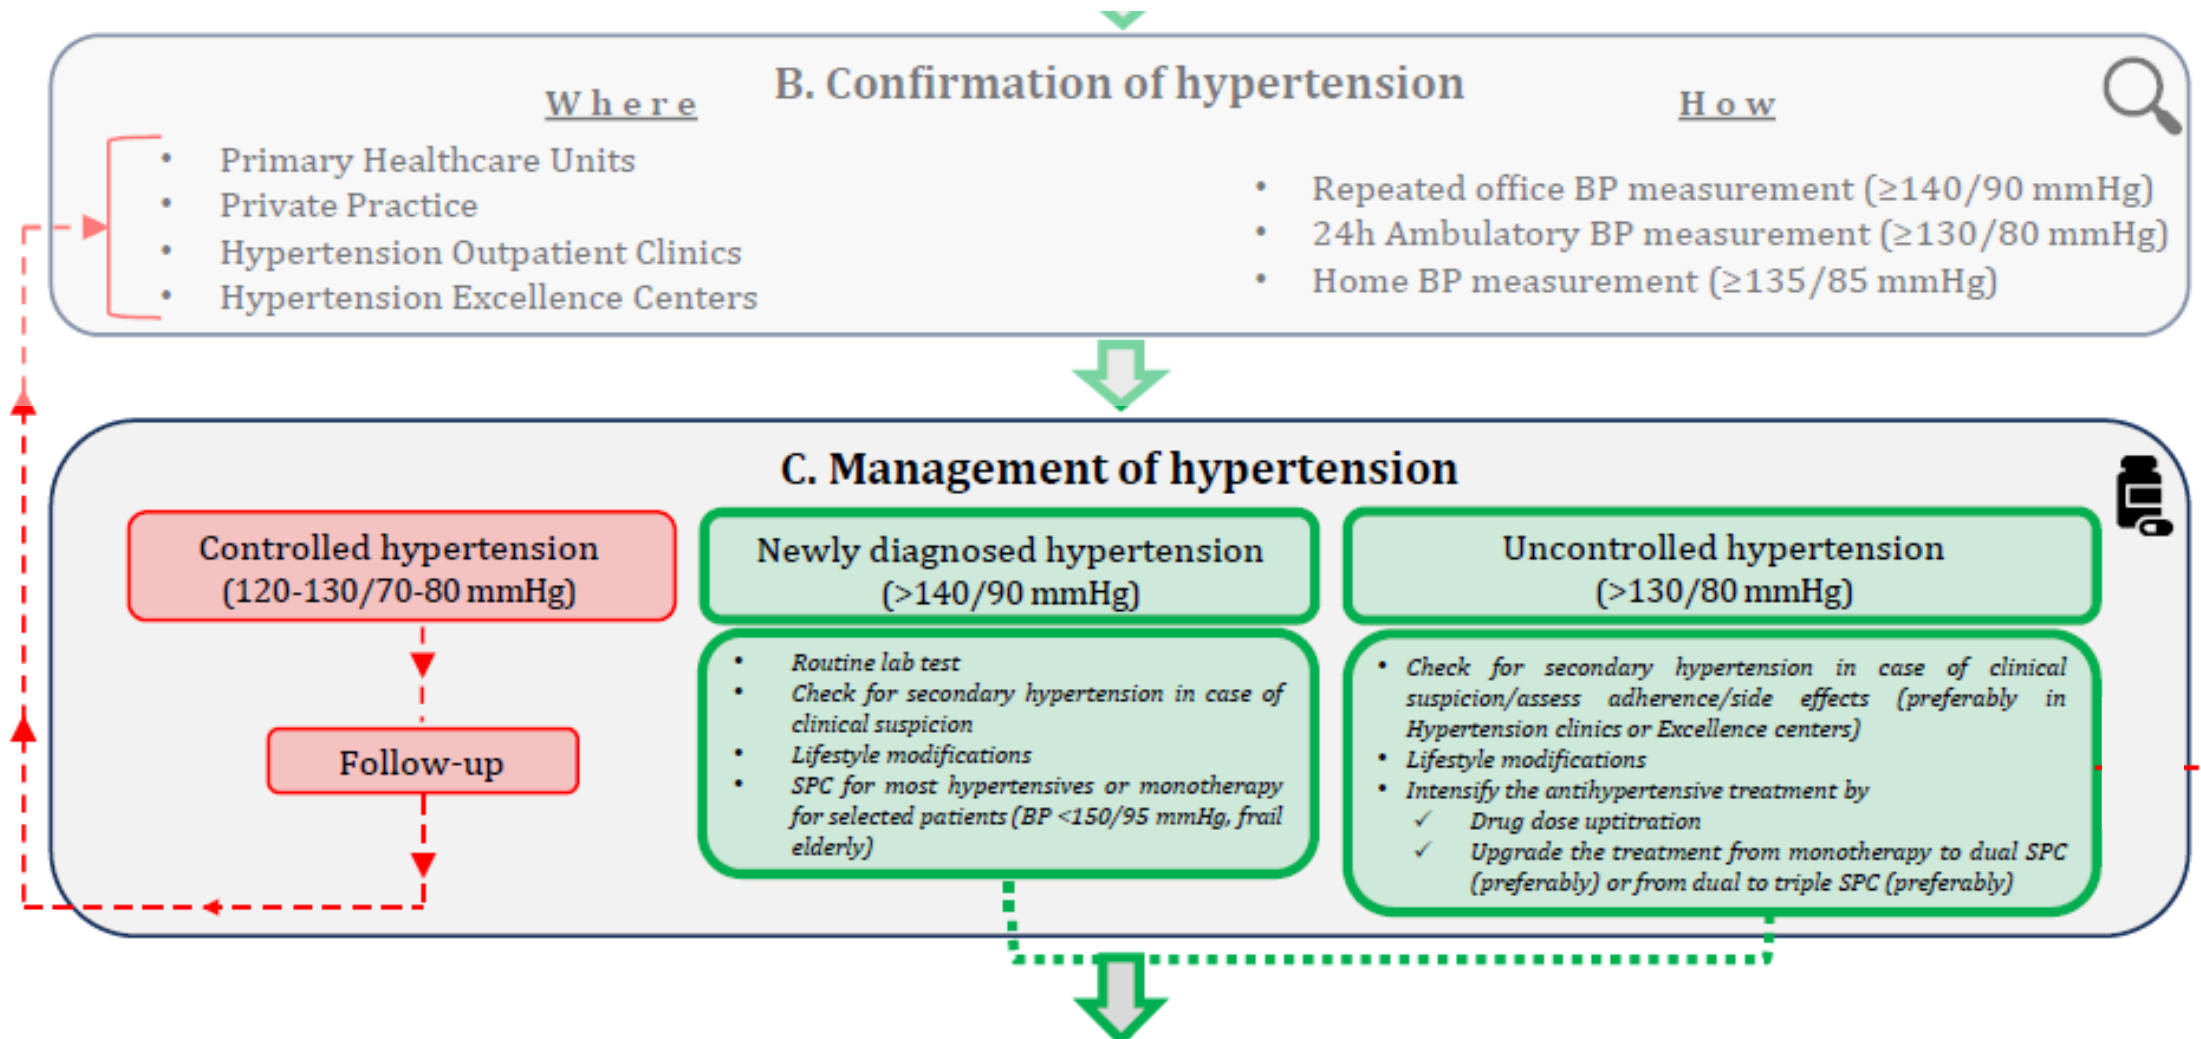 B. Confirmation of hypertension
W h e r e
• Primary Healthcare Units
• Private Practice
• Hypertension Outpatient Clinics
• Hypertension Excellence Centers
H o w
• Repeated office BP measurement (≥140/90 mmHg)
• 24h Ambulatory BP measurement (≥130/80 mmHg)
• Home BP measurement (≥135/85 mmHg)
C. Management of hypertension
Controlled hypertension
(120-130/70-80 mmHg)
Follow-up
Newly diagnosed hypertension
(>140/90 mmHg)
• Routine lab test
• Check for secondary hypertension in case of
clinical suspicion
• Lifestyle modifications
• SPC for most hypertensives or monotherapy
for selected patients (BP <150/95 mmHg, frail
elderly)
Uncontrolled hypertension
(>130/80 mmHg)
• Check for secondary hypertension in case of clinical
suspicion/assess adherence/side effects (preferably in
Hypertension clinics or Excellence centers)
• Lifestyle modifications
• Intensify the antihypertensive treatment by
✓ Drug dose uptitration
✓ Upgrade the treatment from monotherapy to dual SPC
(preferably) or from dual to triple SPC (preferably)